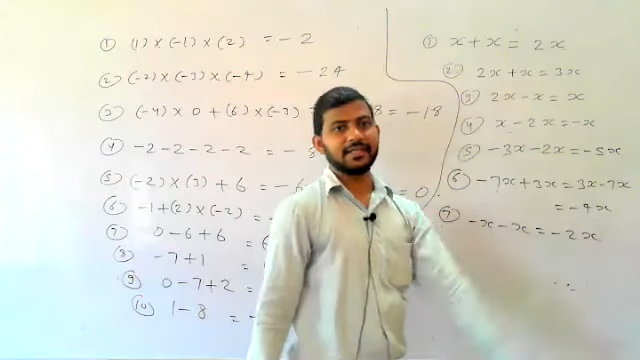 ① (1) × (-1) × (2) = -2
② (-2) × (-3) × (-4) = -24
③ (-4) × 0 + (6) × (-3) = 8 = -18
④ -2 -2 -2 -2 = -8
⑤ (-2) × (3) + 6 = -6 = 0
⑥ -1 + (2) × (-2) =
⑦ 0 - 6 + 6 =
⑧ -7 + 1 =
⑨ 0 - 7 + 2 =
⑩ 1 - 8 =
① x + x = 2x
② 2x + x = 3x
③ 2x - x = x
④ x - 2x = -x
⑤ -3x - 2x = -5x
⑥ -7x + 3x = 3x - 7x
= -4x
⑦ -x - x = -2x